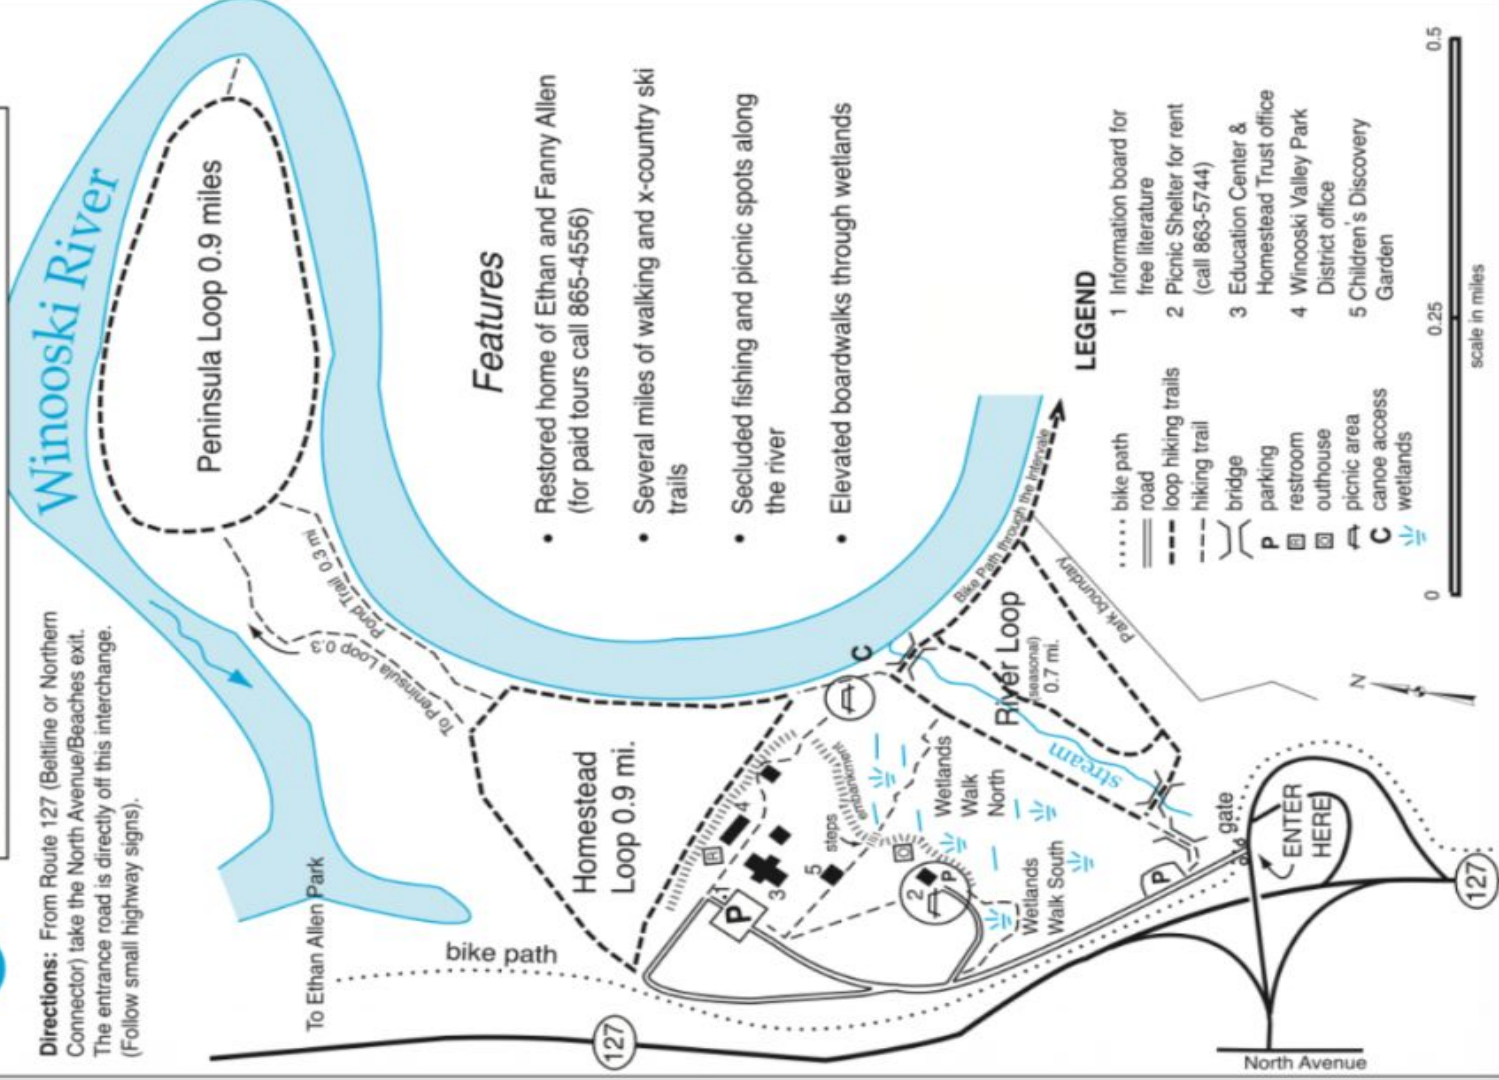 Winooski River
Peninsula Loop 0.9 miles
Directions: From Route 127 (Beltline or Northern
Connector) take the North Avenue/Beaches exit.
The entrance road is directly off this interchange.
(Follow small highway signs).
To Ethan Allen Park
bike path
To Peninsula Loop 0.3
Pond Trail 0.3 mi
Features
• Restored home of Ethan and Fanny Allen
(for paid tours call 865-4556)
• Several miles of walking and x-country ski
trails
• Secluded fishing and picnic spots along
the river
• Elevated boardwalks through wetlands
Homestead
Loop 0.9 mi.
R
4
1
P
3
5
steps
embankment
2
P
C
Wetlands
Walk
North
Wetlands
Walk South
River Loop
(seasonal)
0.7 mi.
stream
Bike Path through the Intervale
Park boundary
P
gate
ENTER
HERE
127
127
North Avenue
N
LEGEND
bike path
road
loop hiking trails
hiking trail
bridge
P parking
R restroom
O outhouse
picnic area
C canoe access
wetlands
1 Information board for
free literature
2 Picnic Shelter for rent
(call 863-5744)
3 Education Center &
Homestead Trust office
4 Winooski Valley Park
District office
5 Children's Discovery
Garden
0
0.25
0.5
scale in miles